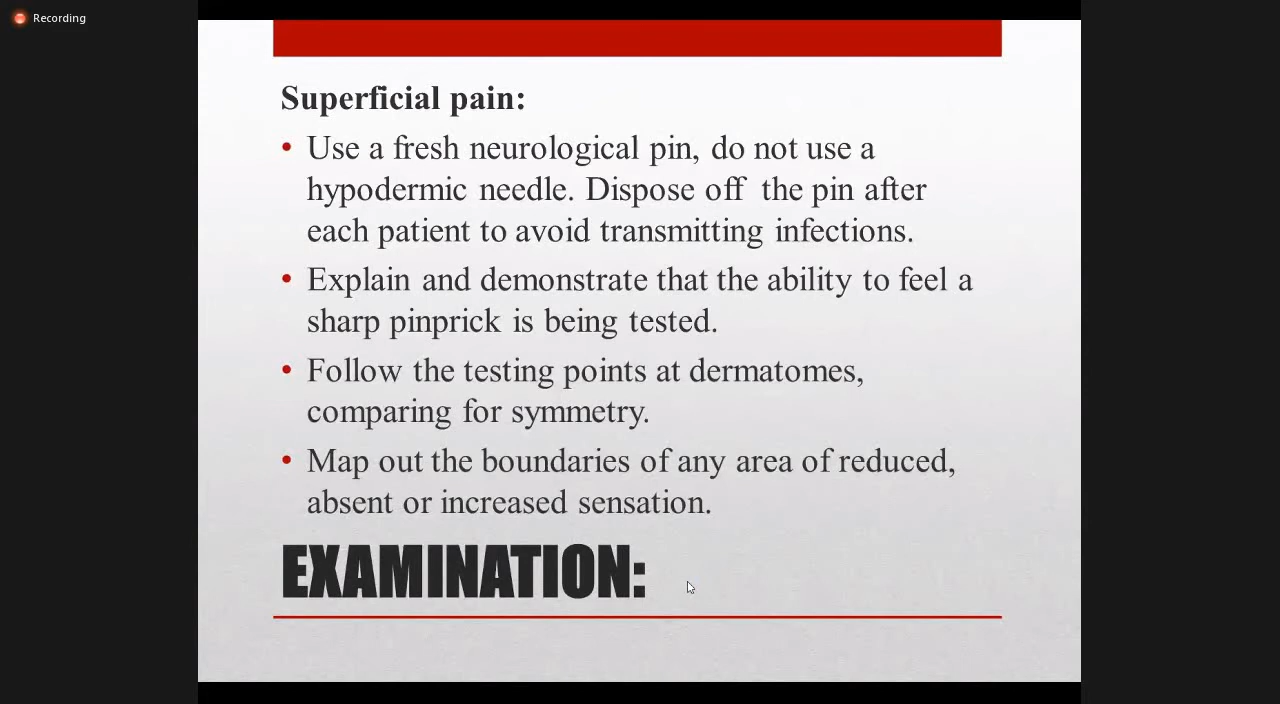 Recording
Superficial pain:
• Use a fresh neurological pin, do not use a
hypodermic needle. Dispose off  the pin after
each patient to avoid transmitting infections.
• Explain and demonstrate that the ability to feel a
sharp pinprick is being tested.
• Follow the testing points at dermatomes,
comparing for symmetry.
• Map out the boundaries of any area of reduced,
absent or increased sensation.
EXAMINATION: